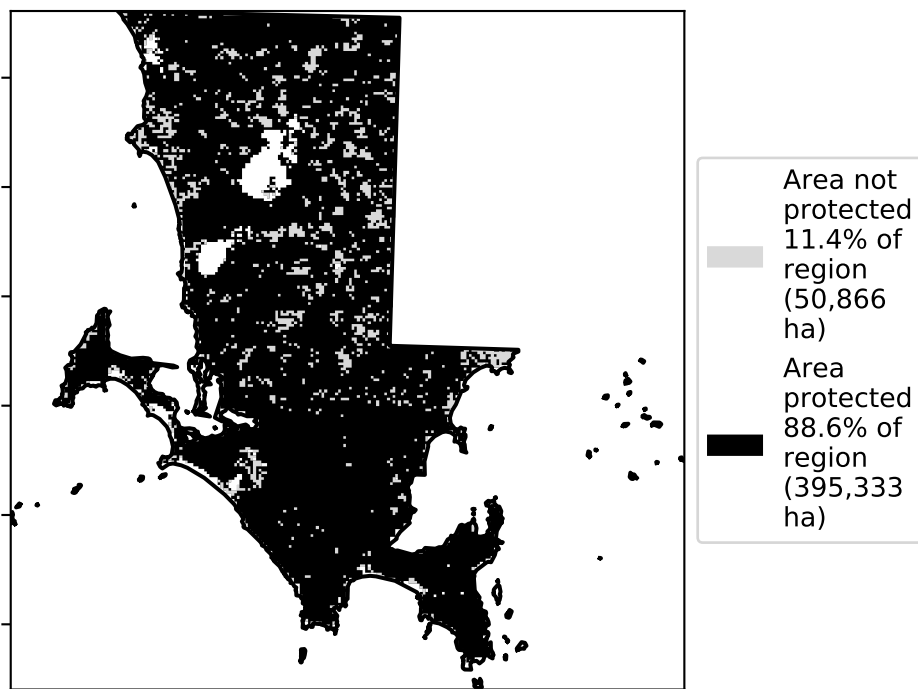 Area not
protected
11.4% of
region
(50,866
ha)
Area
protected
88.6% of
region
(395,333
ha)